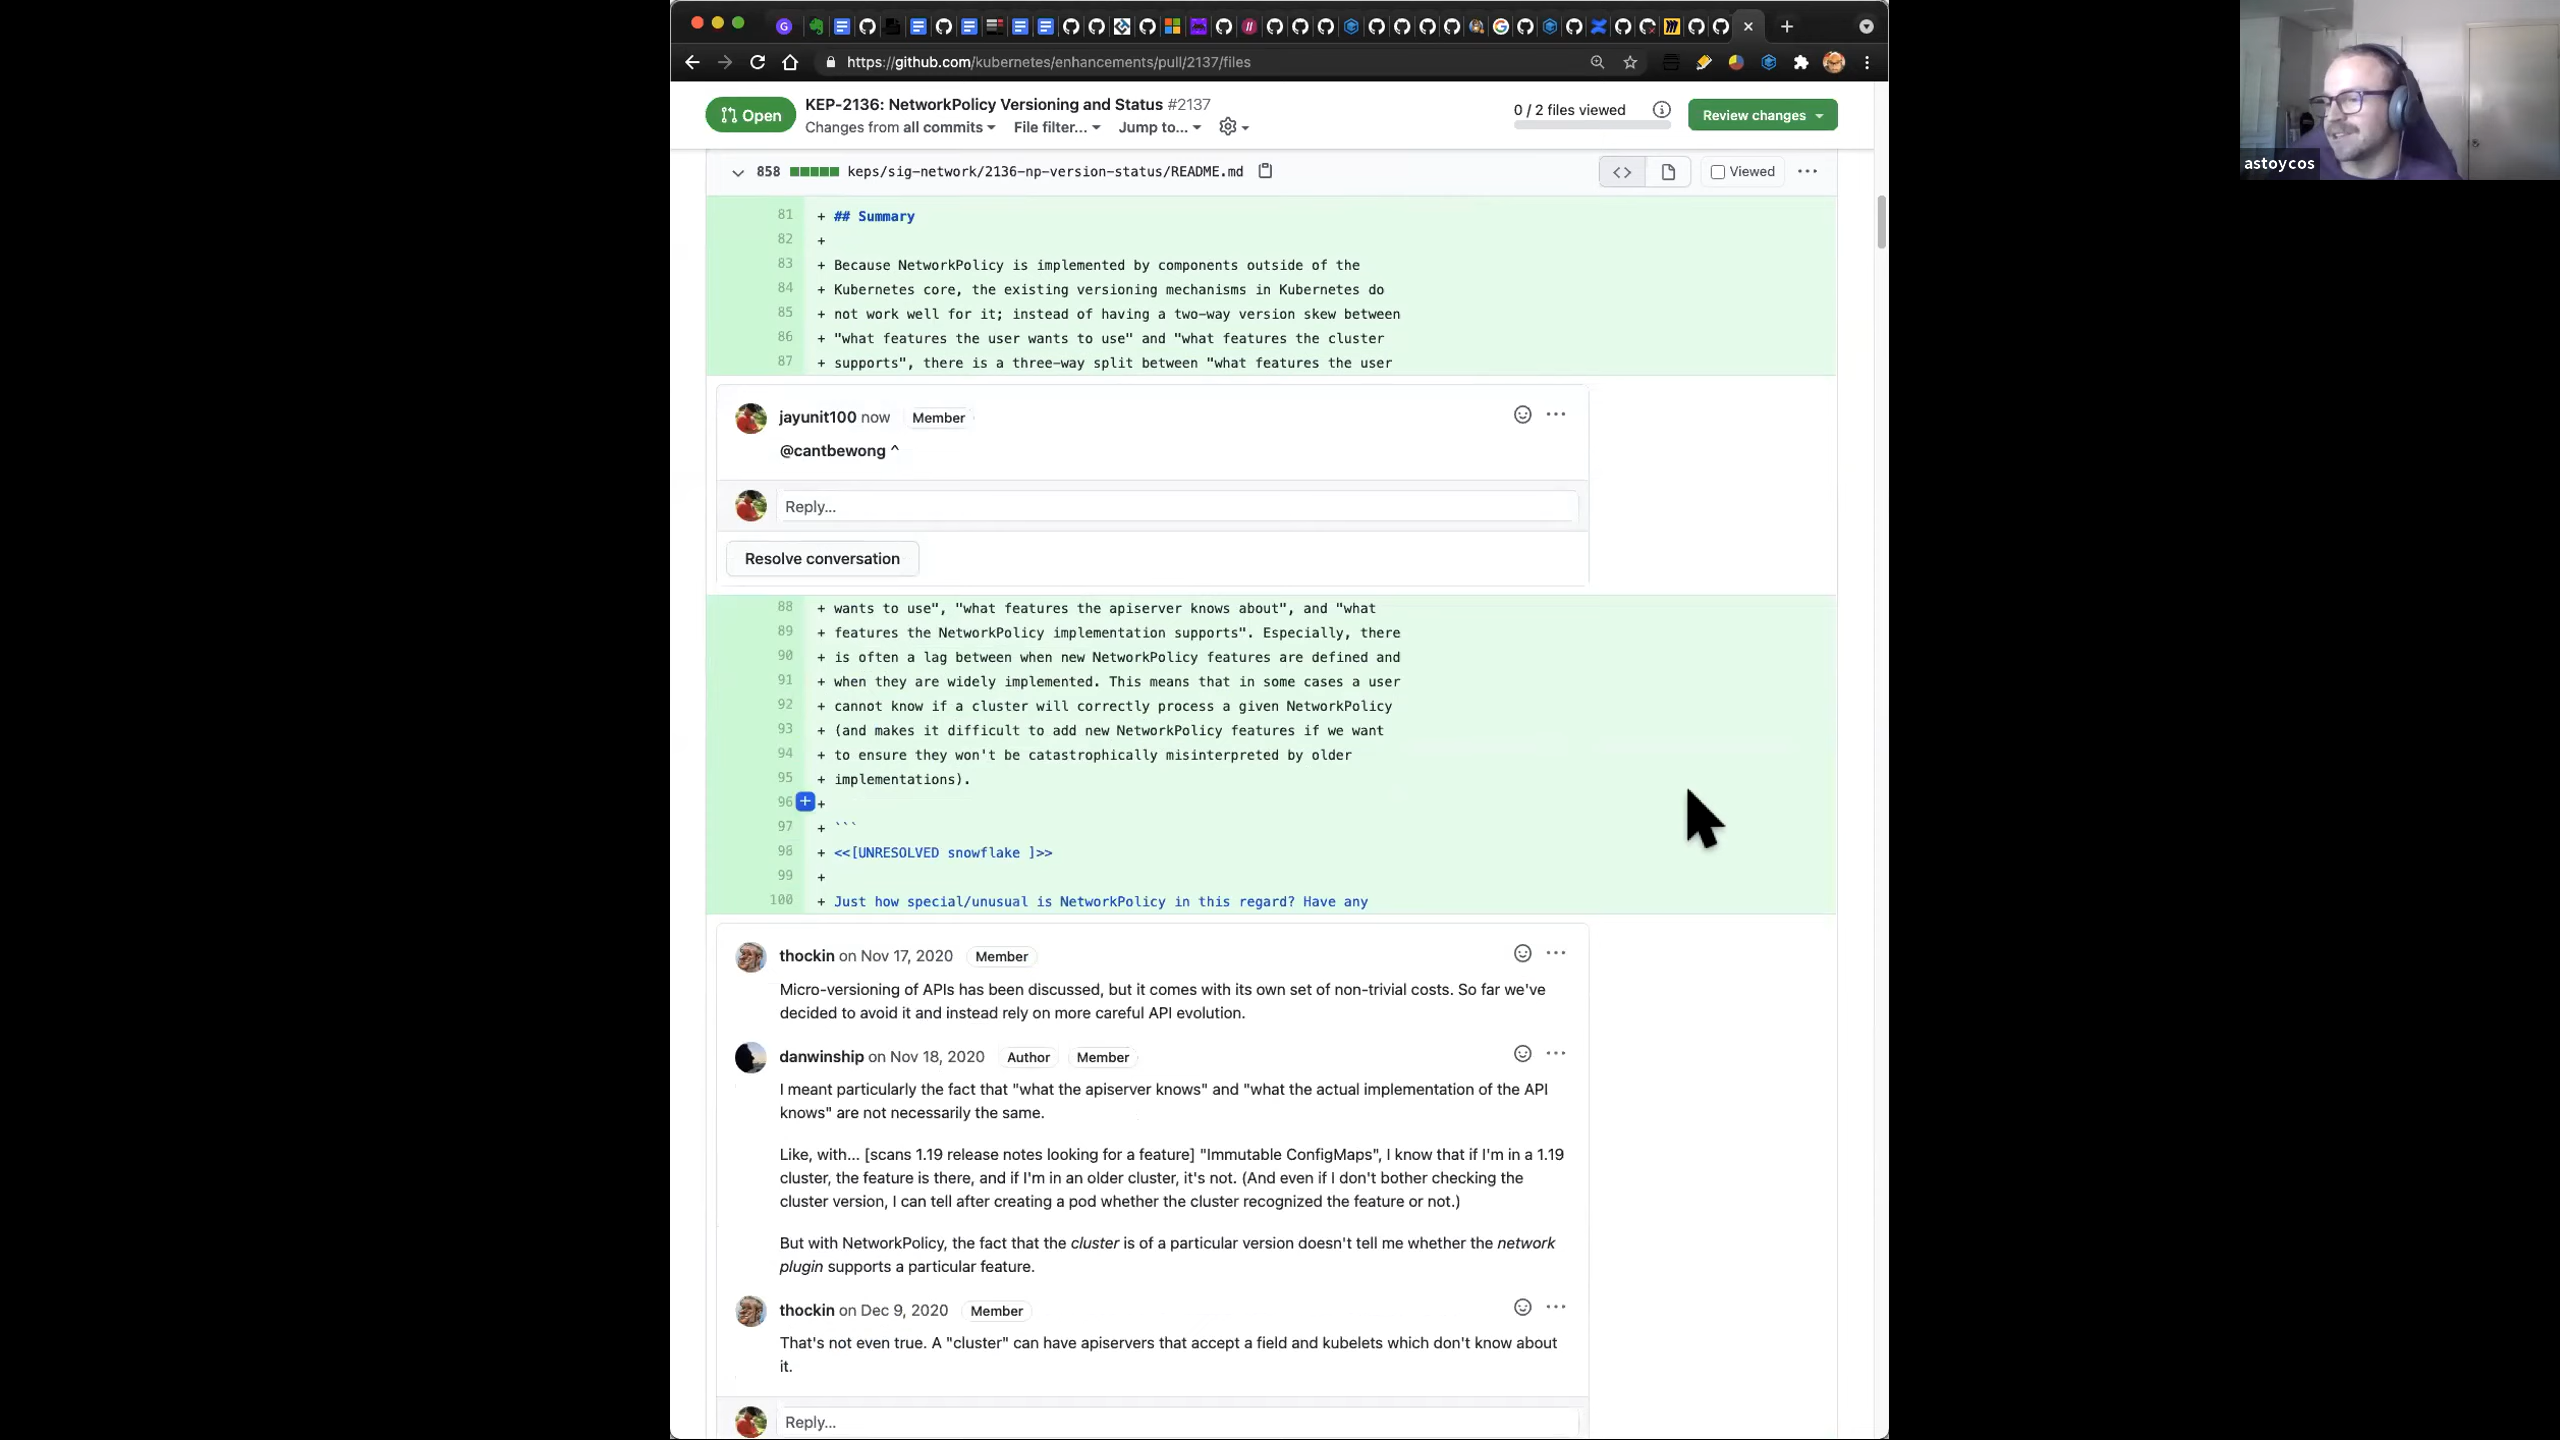 https://github.com/kubernetes/enhancements/pull/2137/files
Open
KEP-2136: NetworkPolicy Versioning and Status #2137
Changes from all commits
File filter...
Jump to...
0 / 2 files viewed
Review changes
858
keps/sig-network/2136-np-version-status/README.md
Viewed
astoycos
81 + ## Summary
82 +
83 + Because NetworkPolicy is implemented by components outside of the
84 + Kubernetes core, the existing versioning mechanisms in Kubernetes do
85 + not work well for it; instead of having a two-way version skew between
86 + "what features the user wants to use" and "what features the cluster
87 + supports", there is a three-way split between "what features the user
jayunit100 now Member
@cantbewong ^
Reply...
Resolve conversation
88 + wants to use", "what features the apiserver knows about", and "what
89 + features the NetworkPolicy implementation supports". Especially, there
90 + is often a lag between when new NetworkPolicy features are defined and
91 + when they are widely implemented. This means that in some cases a user
92 + cannot know if a cluster will correctly process a given NetworkPolicy
93 + (and makes it difficult to add new NetworkPolicy features if we want
94 + to ensure they won't be catastrophically misinterpreted by older
95 + implementations).
96 +
97 + ```
98 + <<[UNRESOLVED snowflake ]>>
99 +
100 + Just how special/unusual is NetworkPolicy in this regard? Have any
thockin on Nov 17, 2020 Member
Micro-versioning of APIs has been discussed, but it comes with its own set of non-trivial costs. So far we've
decided to avoid it and instead rely on more careful API evolution.
danwinship on Nov 18, 2020 Author Member
I meant particularly the fact that "what the apiserver knows" and "what the actual implementation of the API
knows" are not necessarily the same.
Like, with... [scans 1.19 release notes looking for a feature] "Immutable ConfigMaps", I know that if I'm in a 1.19
cluster, the feature is there, and if I'm in an older cluster, it's not. (And even if I don't bother checking the
cluster version, I can tell after creating a pod whether the cluster recognized the feature or not.)
But with NetworkPolicy, the fact that the cluster is of a particular version doesn't tell me whether the network
plugin supports a particular feature.
thockin on Dec 9, 2020 Member
That's not even true. A "cluster" can have apiservers that accept a field and kubelets which don't know about
it.
Reply...